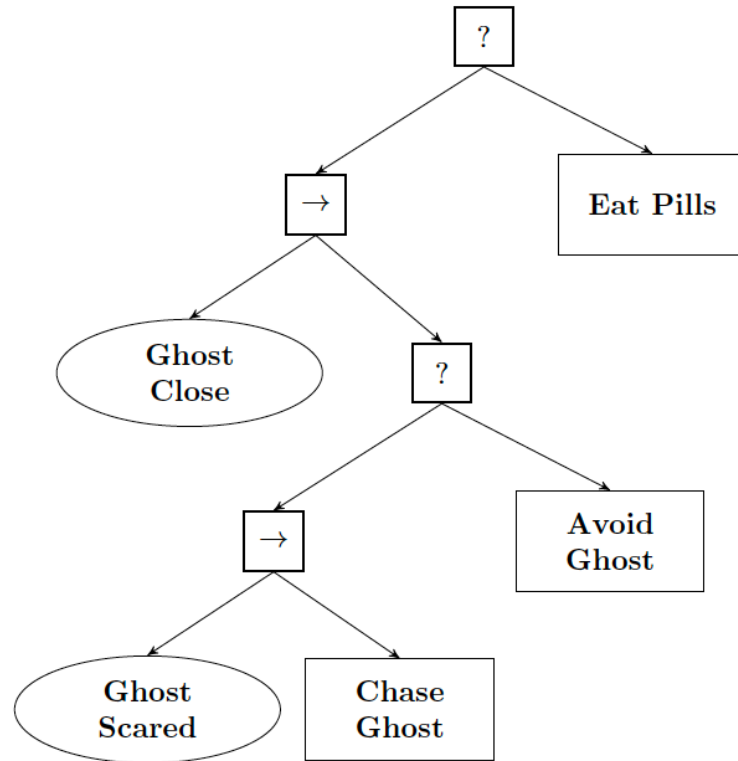 ?
→
Eat Pills
Ghost
Close
?
→
Avoid
Ghost
Ghost
Scared
Chase
Ghost